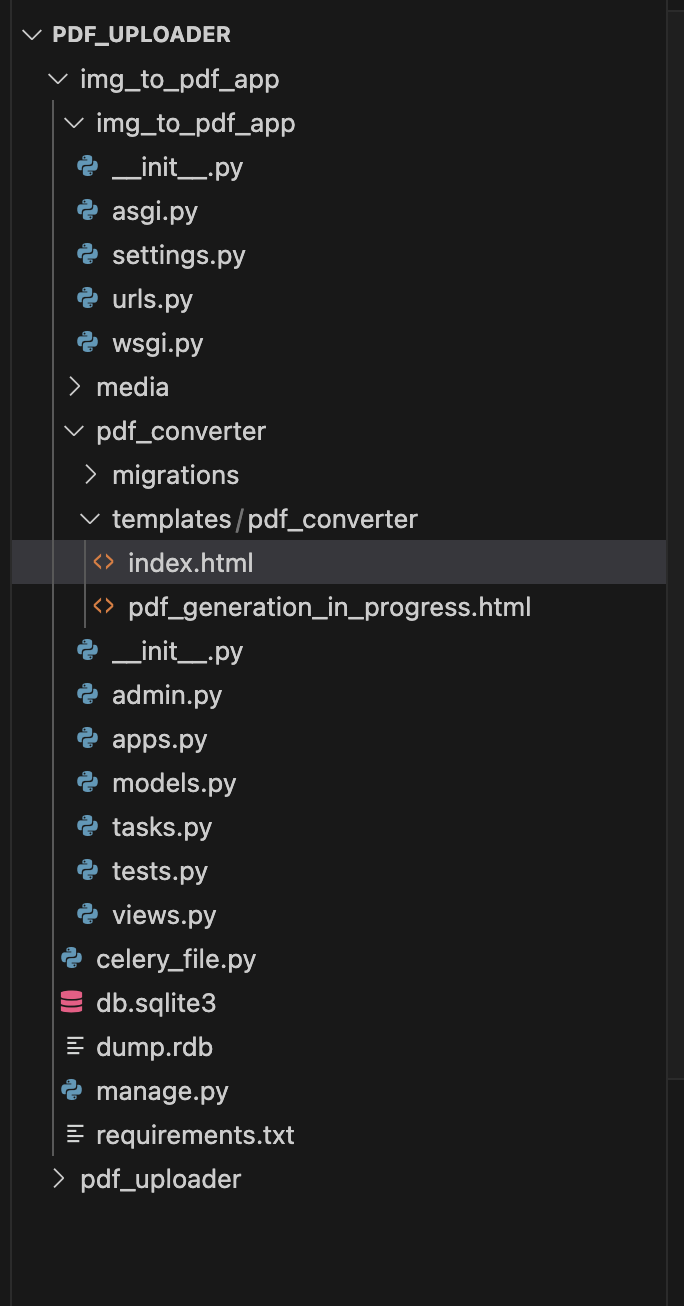 PDF_UPLOADER
img_to_pdf_app
img_to_pdf_app
__init__.py
asgi.py
settings.py
urls.py
wsgi.py
media
pdf_converter
migrations
templates/pdf_converter
index.html
pdf_generation_in_progress.html
__init__.py
admin.py
apps.py
models.py
tasks.py
tests.py
views.py
celery_file.py
db.sqlite3
dump.rdb
manage.py
requirements.txt
pdf_uploader